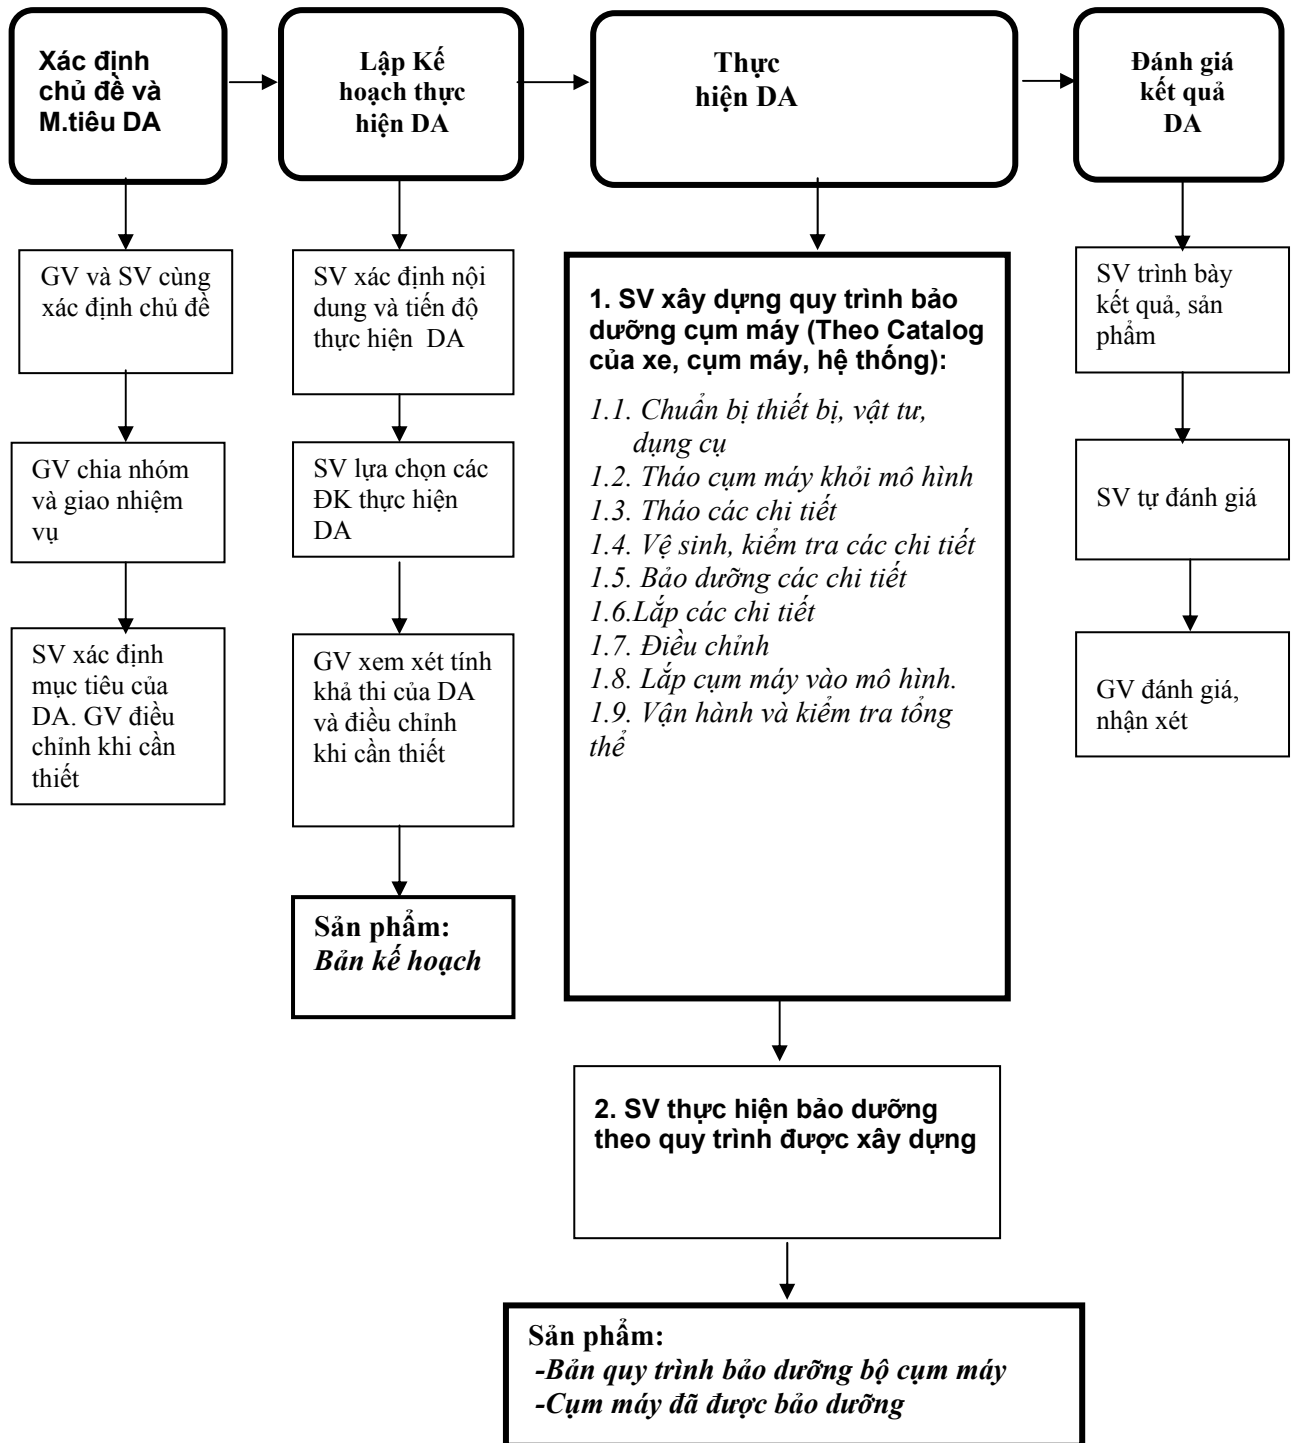 Xác định
chủ đề và
M.tiêu DA
Lập Kế
hoạch thực
hiện DA
Thực
hiện DA
Đánh giá
kết quả
DA
GV và SV cùng
xác định chủ đề
GV chia nhóm
và giao nhiệm
vụ
SV xác định
mục tiêu của
DA. GV điều
chỉnh khi cần
thiết
SV xác định nội
dung và tiến độ
thực hiện  DA
SV lựa chọn các
ĐK thực hiện
DA
GV xem xét tính
khả thi của DA
và điều chỉnh
khi cần thiết
Sản phẩm:
Bản kế hoạch
1. SV xây dựng quy trình bảo
dưỡng cụm máy (Theo Catalog
của xe, cụm máy, hệ thống):
1.1. Chuẩn bị thiết bị, vật tư,
dụng cụ
1.2. Tháo cụm máy khỏi mô hình
1.3. Tháo các chi tiết
1.4. Vệ sinh, kiểm tra các chi tiết
1.5. Bảo dưỡng các chi tiết
1.6.Lắp các chi tiết
1.7. Điều chỉnh
1.8. Lắp cụm máy vào mô hình.
1.9. Vận hành và kiểm tra tổng
thể
2. SV thực hiện bảo dưỡng
theo quy trình được xây dựng
Sản phẩm:
-Bản quy trình bảo dưỡng bộ cụm máy
-Cụm máy đã được bảo dưỡng
SV trình bày
kết quả, sản
phẩm
SV tự đánh giá
GV đánh giá,
nhận xét